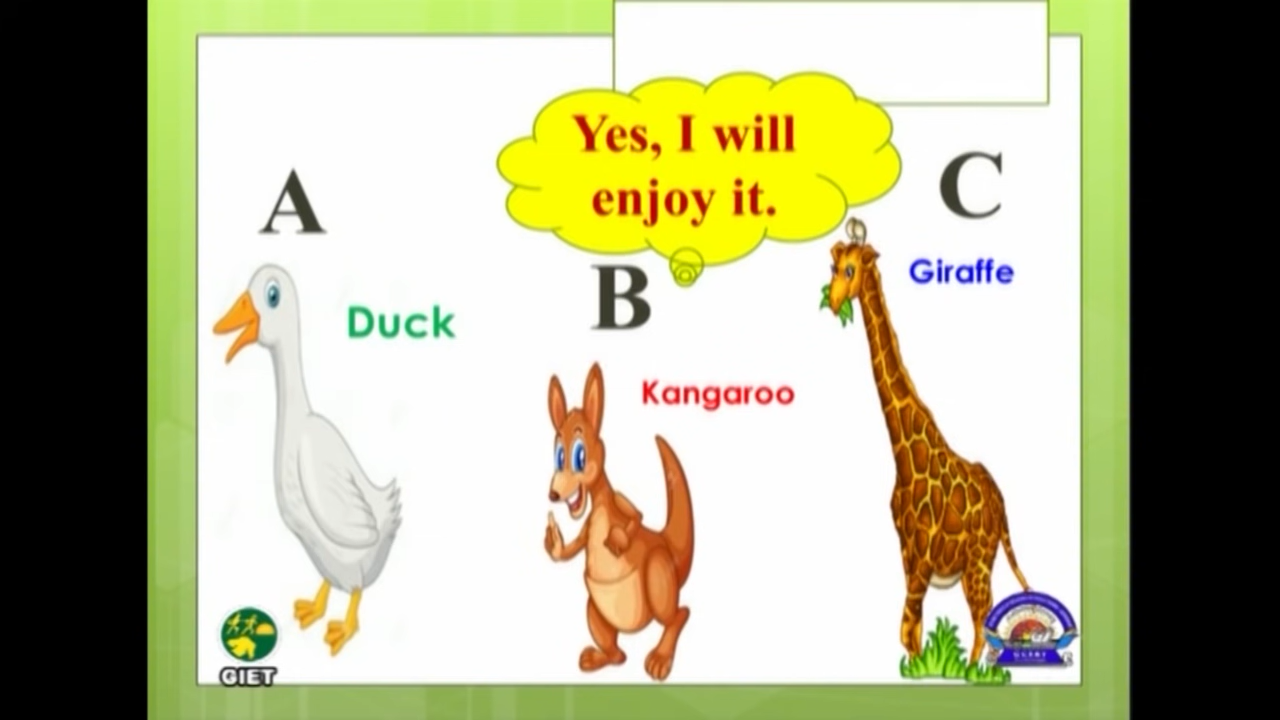 Yes, I will
enjoy it.
A
C
Giraffe
B
Duck
Kangaroo
GIET